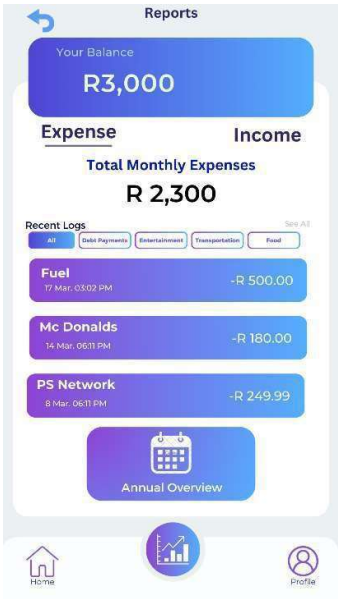 Reports
Your Balance
R3,000
Expense Income
Total Monthly Expenses
R 2,300
Recent Logs See All
All Debt Payments Entertainment Transportation Food
Fuel
17 Mar. 03:02 PM -R 500.00
Mc Donalds
14 Mar. 06:11 PM -R 180.00
PS Network
8 Mar. 06:11 PM -R 249.99
Annual Overview
Home Profile